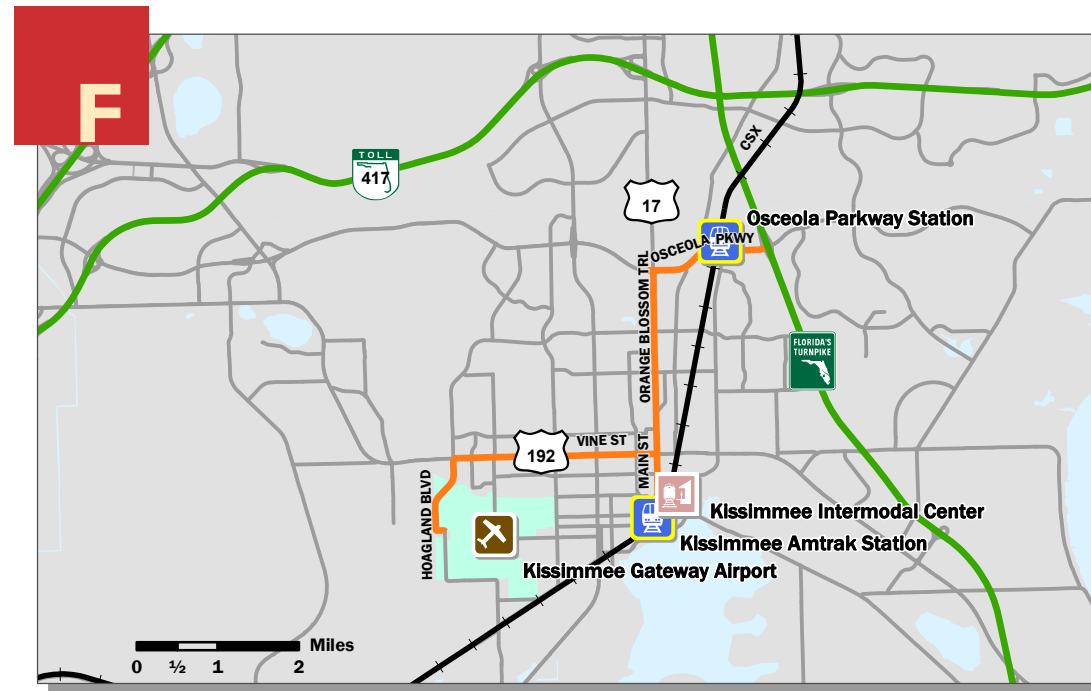 F
TOLL
417
CSX
17
Osceola Parkway Station
OSCEOLA PKWY
ORANGE BLOSSOM TRL
FLORIDA'S
TURNPIKE
VINE ST
192
MAIN ST
HOAGLAND BLVD
Kissimmee Intermodal Center
Kissimmee Amtrak Station
Kissimmee Gateway Airport
Miles
0 ½ 1 2